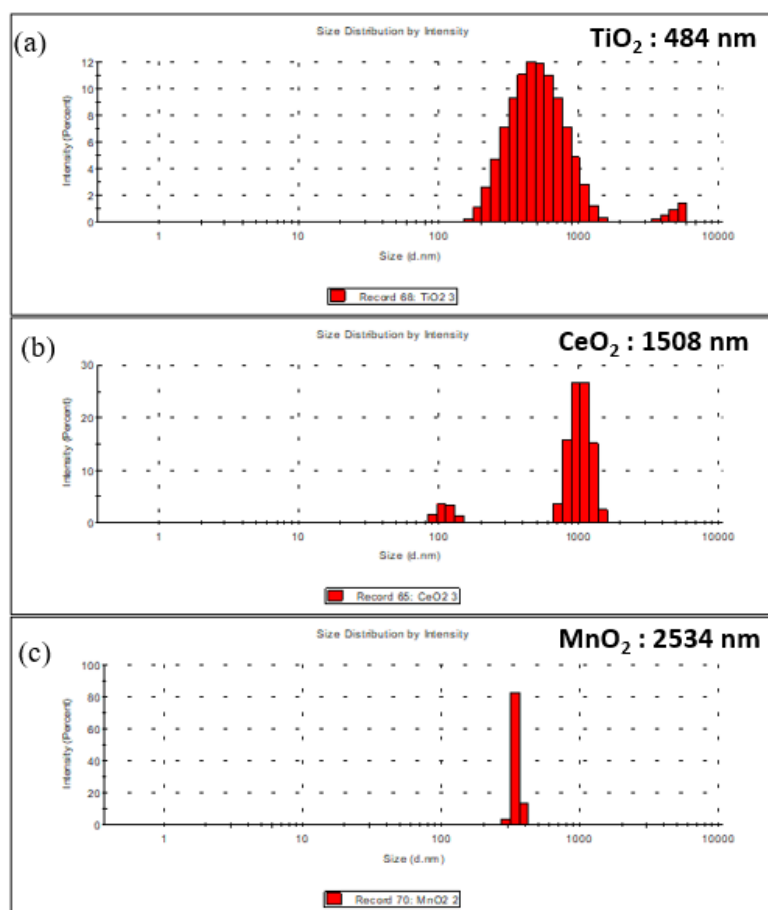 (a)
Size Distribution by Intensity
TiO₂ : 484 nm
Intensity (Percent)
12
10
8
6
4
2
0
1 10 100 1000 10000
Size (d.nm)
Record 68: TiO2 3
(b)
Size Distribution by Intensity
CeO₂ : 1508 nm
Intensity (Percent)
30
20
10
0
1 10 100 1000 10000
Size (d.nm)
Record 65: CeO2 3
(c)
Size Distribution by Intensity
MnO₂ : 2534 nm
Intensity (Percent)
100
80
60
40
20
0
1 10 100 1000 10000
Size (d.nm)
Record 70: MnO2 2